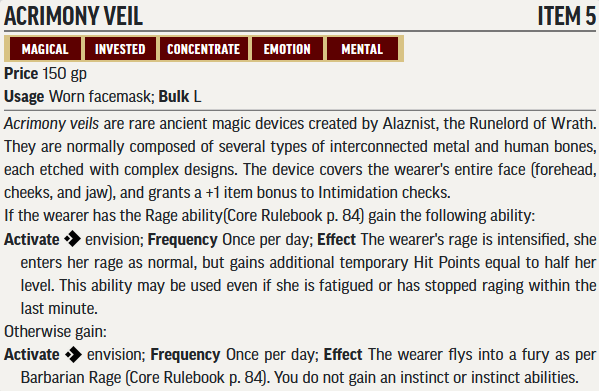 ACRIMONY VEIL ITEM 5
MAGICAL INVESTED CONCENTRATE EMOTION MENTAL
Price 150 gp
Usage Worn facemask; Bulk L
Acrimony veils are rare ancient magic devices created by Alaznist, the Runelord of Wrath.
They are normally composed of several types of interconnected metal and human bones,
each etched with complex designs. The device covers the wearer's entire face (forehead,
cheeks, and jaw), and grants a +1 item bonus to Intimidation checks.
If the wearer has the Rage ability(Core Rulebook p. 84) gain the following ability:
Activate envision; Frequency Once per day; Effect The wearer's rage is intensified, she
enters her rage as normal, but gains additional temporary Hit Points equal to half her
level. This ability may be used even if she is fatigued or has stopped raging within the
last minute.
Otherwise gain:
Activate envision; Frequency Once per day; Effect The wearer flys into a fury as per
Barbarian Rage (Core Rulebook p. 84). You do not gain an instinct or instinct abilities.